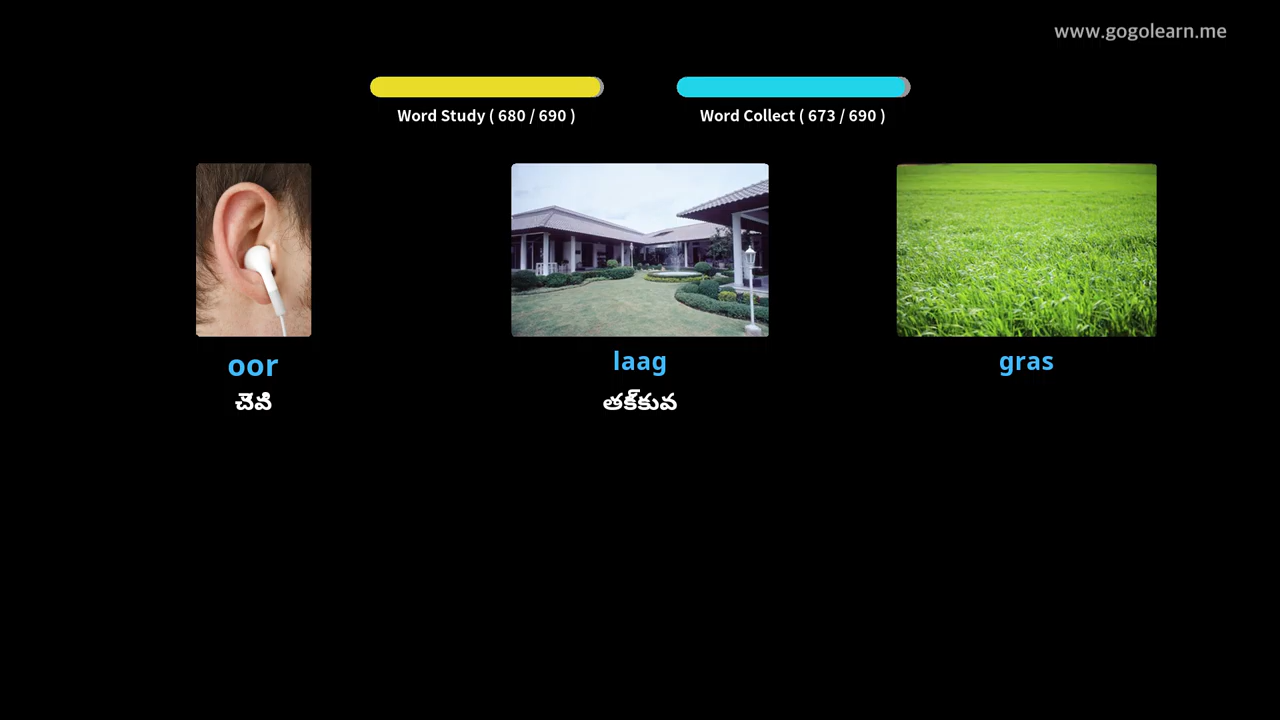 www.gogolearn.me
Word Study ( 680 / 690 )
Word Collect ( 673 / 690 )
oor
laag
gras
చెవి
తక్కువ